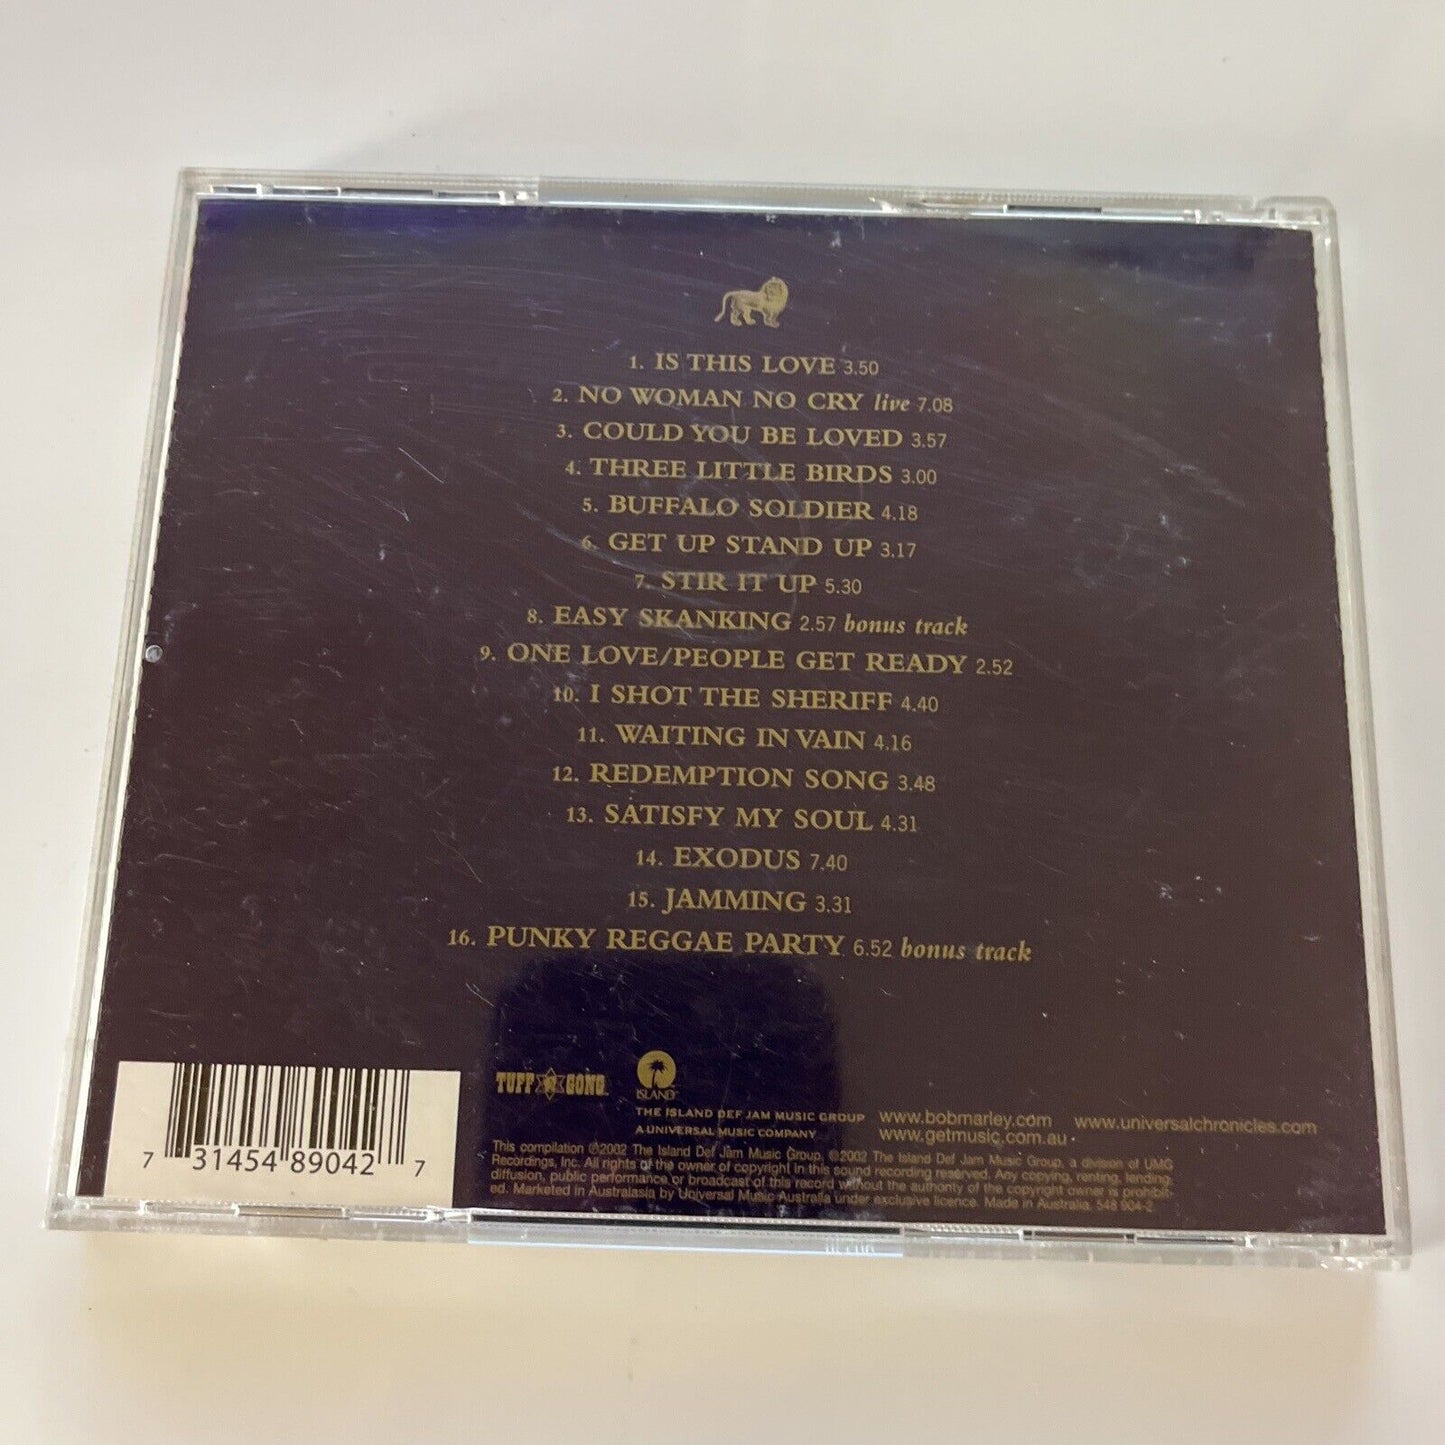 1. IS THIS LOVE 3.50
2. NO WOMAN NO CRY live 7.08
3. COULD YOU BE LOVED 3.57
4. THREE LITTLE BIRDS 3.00
5. BUFFALO SOLDIER 4.18
6. GET UP STAND UP 3.17
7. STIR IT UP 5.30
8. EASY SKANKING 2.57 bonus track
9. ONE LOVE/PEOPLE GET READY 2.52
10. I SHOT THE SHERIFF 4.40
11. WAITING IN VAIN 4.16
12. REDEMPTION SONG 3.48
13. SATISFY MY SOUL 4.31
14. EXODUS 7.40
15. JAMMING 3.31
16. PUNKY REGGAE PARTY 6.52 bonus track
7 31454 89042 7
TUFF GONG
ISLAND
THE ISLAND DEF JAM MUSIC GROUP
A UNIVERSAL MUSIC COMPANY
www.bobmarley.com www.universalchronicles.com
www.getmusic.com.au
This compilation ℗2002 The Island Def Jam Music Group. ©2002 The Island Def Jam Music Group, a division of UMG
Recordings, Inc. All rights of the owner of copyright in this sound recording reserved. Any copying, renting, lending,
diffusion, public performance or broadcast of this record without the authority of the copyright owner is prohibit-
ed. Marketed in Australasia by Universal Music Australia under exclusive licence. Made in Australia. 548 904-2